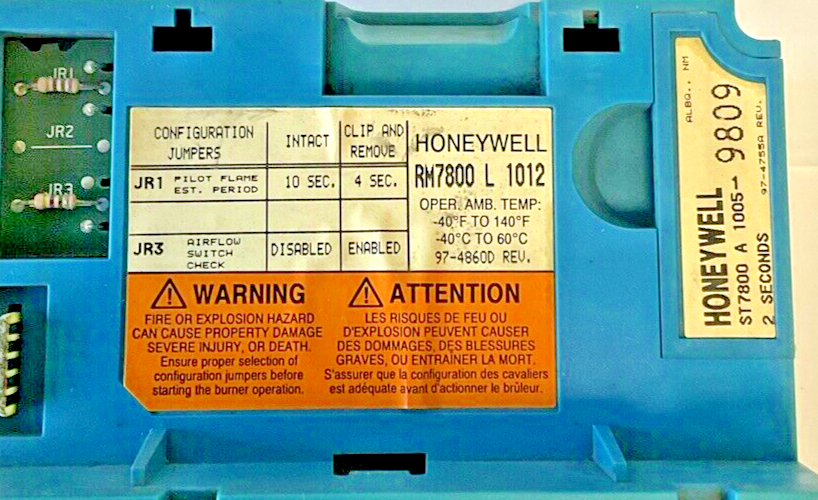 JR1
JR2
JR3
CONFIGURATION JUMPERS
INTACT
CLIP AND REMOVE
JR1 PILOT FLAME EST. PERIOD
10 SEC.
4 SEC.
JR3 AIRFLOW SWITCH CHECK
DISABLED
ENABLED
HONEYWELL
RM7800 L 1012
OPER. AMB. TEMP:
-40°F TO 140°F
-40°C TO 60°C
97-4860D REV.
WARNING
FIRE OR EXPLOSION HAZARD
CAN CAUSE PROPERTY DAMAGE
SEVERE INJURY, OR DEATH.
Ensure proper selection of
configuration jumpers before
starting the burner operation.
ATTENTION
LES RISQUES DE FEU OU
D'EXPLOSION PEUVENT CAUSER
DES DOMMAGES, DES BLESSURES
GRAVES, OU ENTRAÎNER LA MORT.
S'assurer que la configuration des cavaliers
est adéquate avant d'actionner le brûleur.
ALBQ., NM
9809
97-4755A REV.
HONEYWELL
ST7800 A 1005-
2 SECONDS